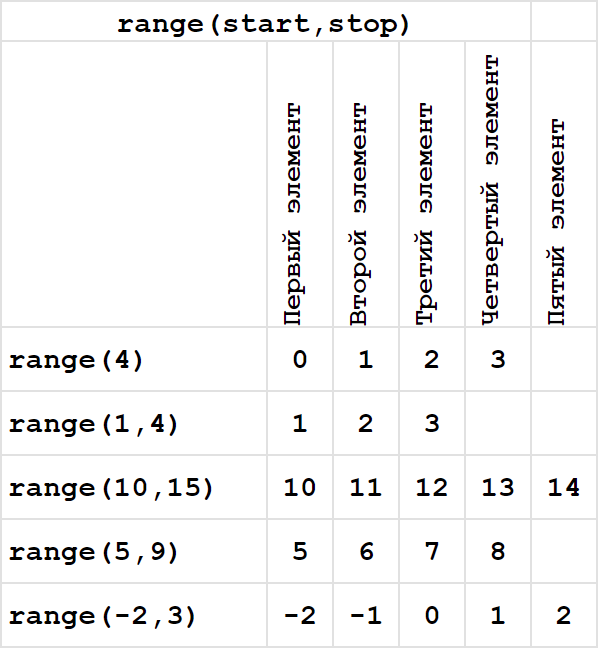 range(start,stop)
Первый элемент
Второй элемент
Третий элемент
Четвертый элемент
Пятый элемент
range(4) 0 1 2 3
range(1,4) 1 2 3
range(10,15) 10 11 12 13 14
range(5,9) 5 6 7 8
range(-2,3) -2 -1 0 1 2